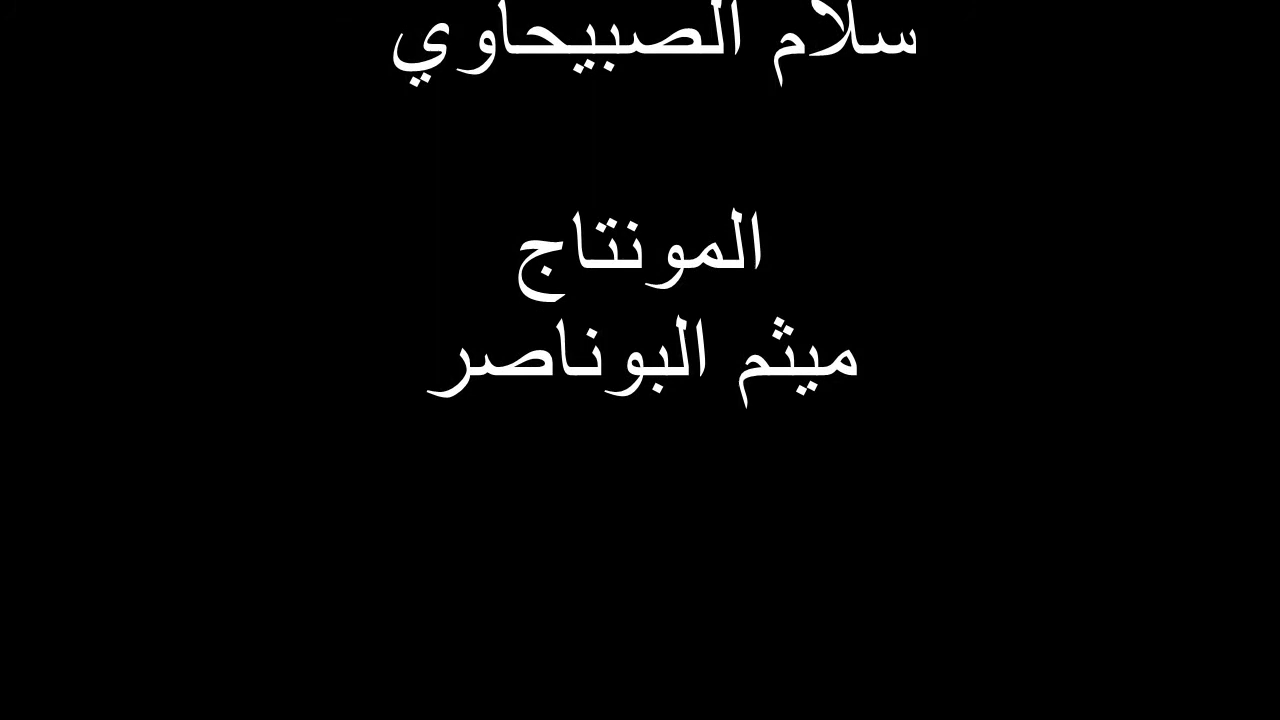 سلام الصبيحاوي
المونتاج
ميثم البوناصر